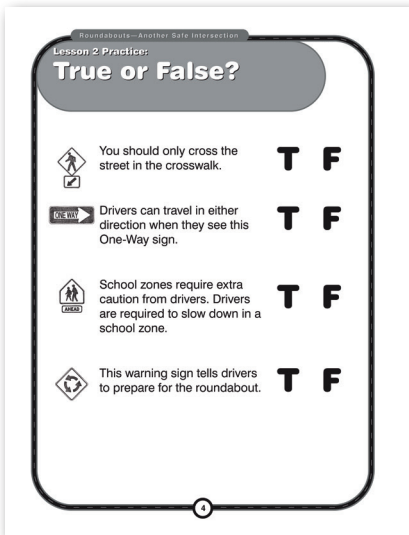 Roundabouts—Another Safe Intersection
Lesson 2 Practice:
True or False?
You should only cross the
street in the crosswalk.
T F
ONE WAY
Drivers can travel in either
direction when they see this
One-Way sign.
T F
School zones require extra
caution from drivers. Drivers
are required to slow down in a
school zone.
AHEAD
T F
This warning sign tells drivers
to prepare for the roundabout.
T F
4